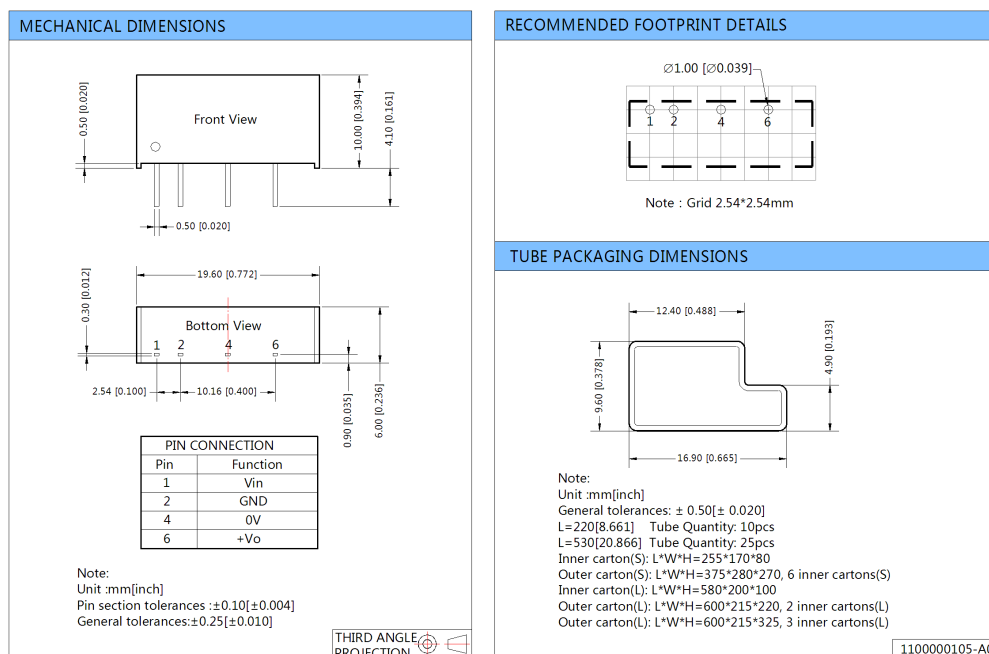 MECHANICAL DIMENSIONS
Front View
0.50 [0.020]
10.00 [0.394]
4.10 [0.161]
0.50 [0.020]
19.60 [0.772]
0.30 [0.012]
Bottom View
1 2 4 6
2.54 [0.100]
10.16 [0.400]
0.90 [0.035]
6.00 [0.236]
PIN CONNECTION
Pin Function
1 Vin
2 GND
4 0V
6 +Vo
Note:
Unit :mm[inch]
Pin section tolerances :±0.10[±0.004]
General tolerances:±0.25[±0.010]
THIRD ANGLE
PROJECTION
RECOMMENDED FOOTPRINT DETAILS
∅1.00 [∅0.039]
1 2 4 6
Note : Grid 2.54*2.54mm
TUBE PACKAGING DIMENSIONS
12.40 [0.488]
9.60 [0.378]
4.90 [0.193]
16.90 [0.665]
Note:
Unit :mm[inch]
General tolerances: ± 0.50[± 0.020]
L=220[8.661] Tube Quantity: 10pcs
L=530[20.866] Tube Quantity: 25pcs
Inner carton(S): L*W*H=255*170*80
Outer carton(S): L*W*H=375*280*270, 6 inner cartons(S)
Inner carton(L): L*W*H=580*200*100
Outer carton(L): L*W*H=600*215*220, 2 inner cartons(L)
Outer carton(L): L*W*H=600*215*325, 3 inner cartons(L)
1100000105-A0